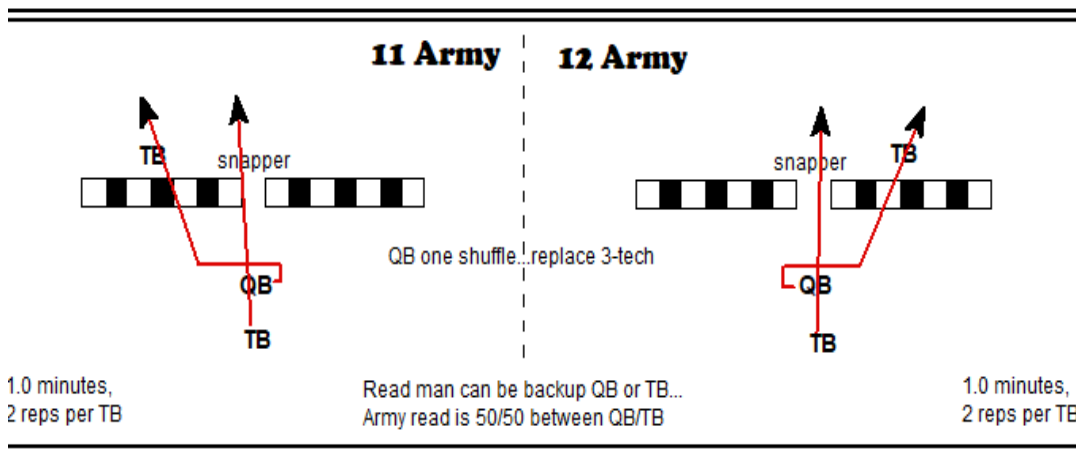 11 Army
12 Army
TB
snapper
snapper
TB
QB one shuffle...replace 3-tech
QB
QB
TB
TB
1.0 minutes,
2 reps per TB
Read man can be backup QB or TB...
Army read is 50/50 between QB/TB
1.0 minutes,
2 reps per TB